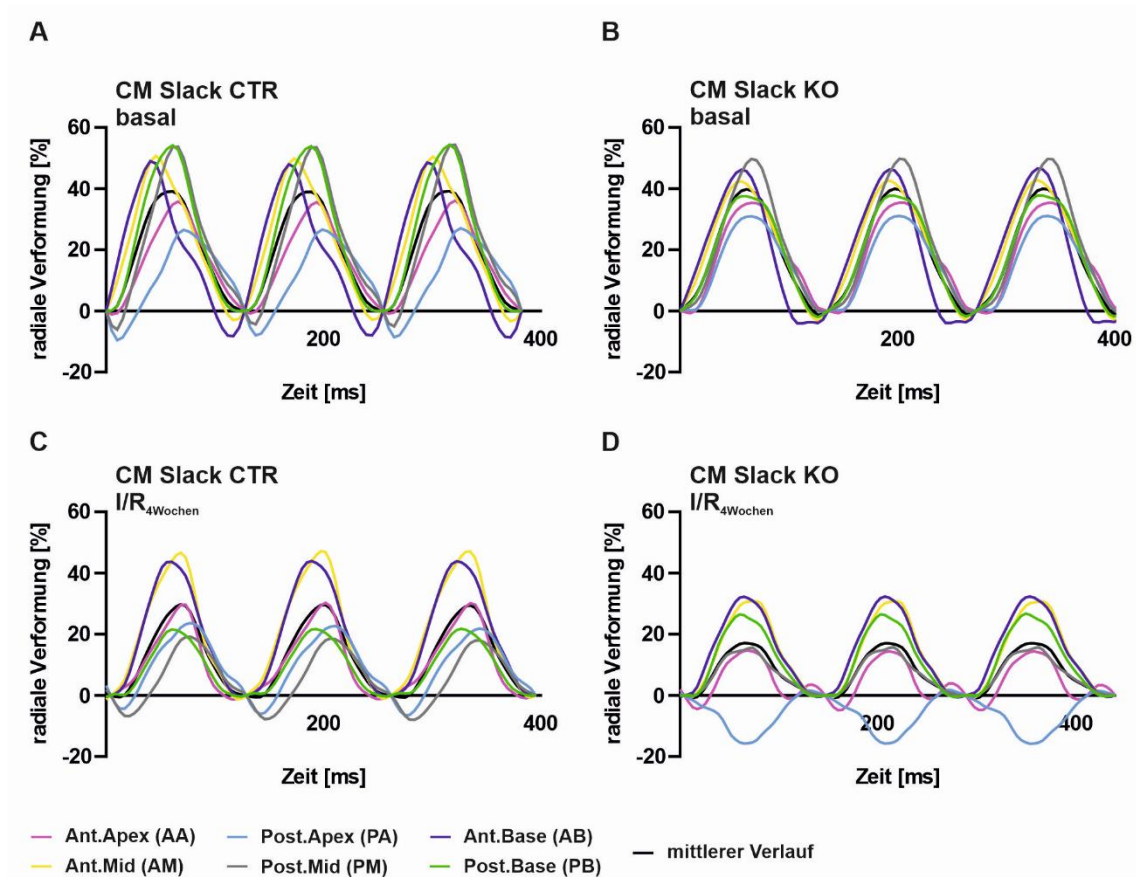 A
CM Slack CTR
basal
radiale Verformung [%]
60
40
20
0
-20
200
400
Zeit [ms]
B
CM Slack KO
basal
radiale Verformung [%]
60
40
20
0
-20
200
400
Zeit [ms]
C
CM Slack CTR
I/R4Wochen
radiale Verformung [%]
60
40
20
0
-20
200
400
Zeit [ms]
D
CM Slack KO
I/R4Wochen
radiale Verformung [%]
60
40
20
0
-20
200
400
Zeit [ms]
Ant.Apex (AA) Post.Apex (PA) Ant.Base (AB) mittlerer Verlauf
Ant.Mid (AM) Post.Mid (PM) Post.Base (PB)